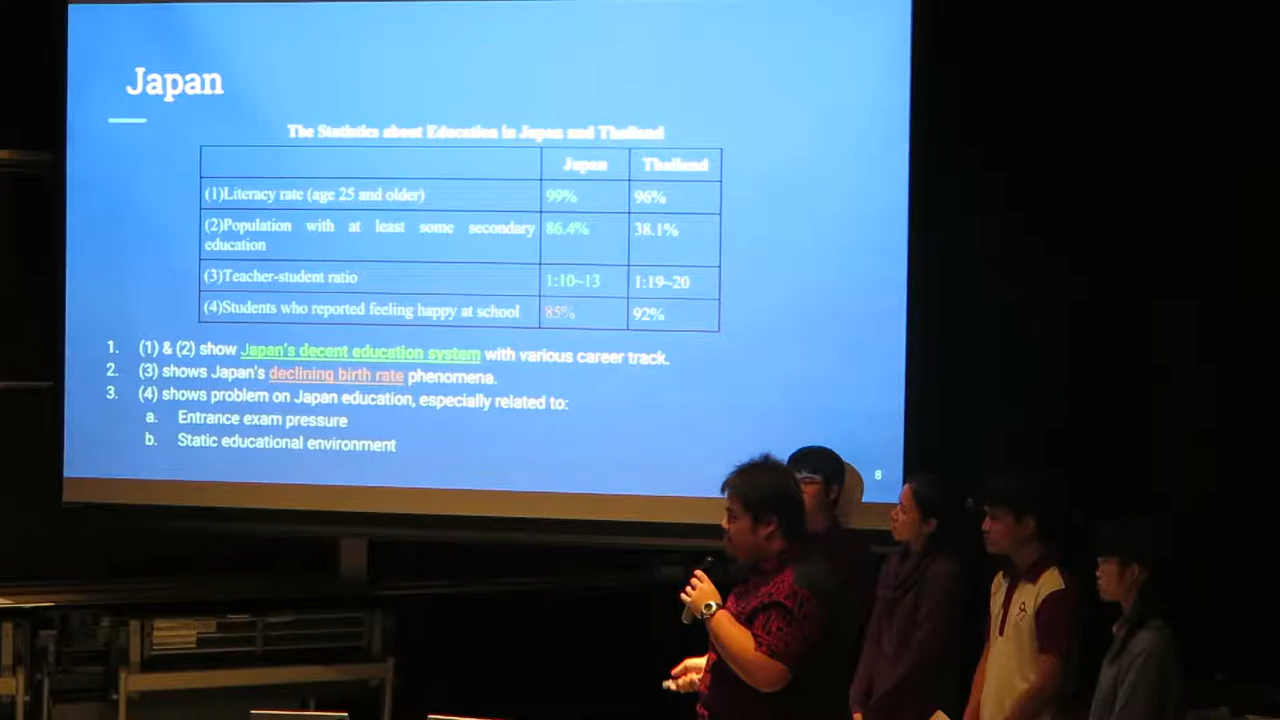 Japan
The Statistics about Education in Japan and Thailand
Japan Thailand
(1)Literacy rate (age 25 and older) 99% 96%
(2)Population with at least some secondary education 86.4% 38.1%
(3)Teacher-student ratio 1:10~13 1:19~20
(4)Students who reported feeling happy at school 85% 92%
1. (1) & (2) show Japan's decent education system with various career track.
2. (3) shows Japan's declining birth rate phenomena.
3. (4) shows problem on Japan education, especially related to:
a. Entrance exam pressure
b. Static educational environment
8